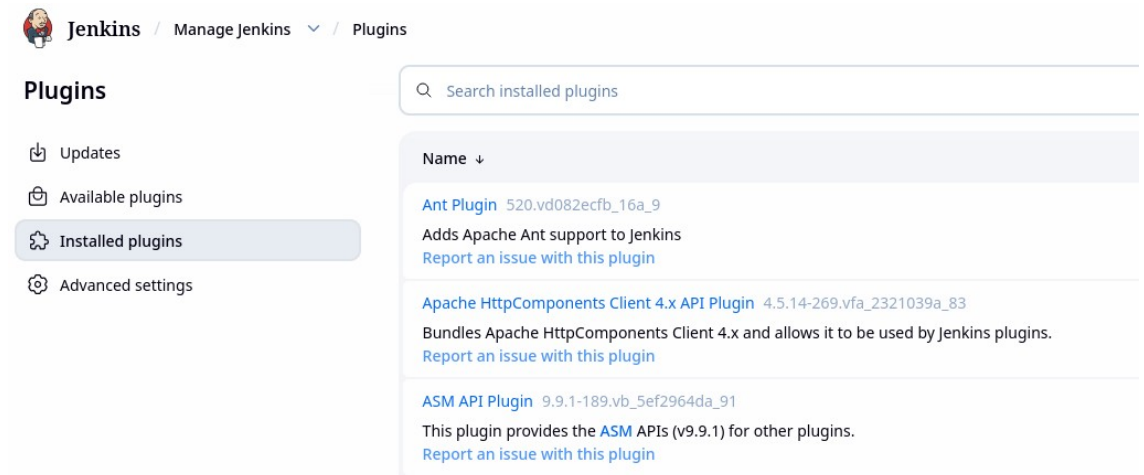 Jenkins / Manage Jenkins / Plugins
Plugins
Updates
Available plugins
Installed plugins
Advanced settings
Search installed plugins
Name ↓
Ant Plugin 520.vd082ecfb_16a_9
Adds Apache Ant support to Jenkins
Report an issue with this plugin
Apache HttpComponents Client 4.x API Plugin 4.5.14-269.vfa_2321039a_83
Bundles Apache HttpComponents Client 4.x and allows it to be used by Jenkins plugins.
Report an issue with this plugin
ASM API Plugin 9.9.1-189.vb_5ef2964da_91
This plugin provides the ASM APIs (v9.9.1) for other plugins.
Report an issue with this plugin